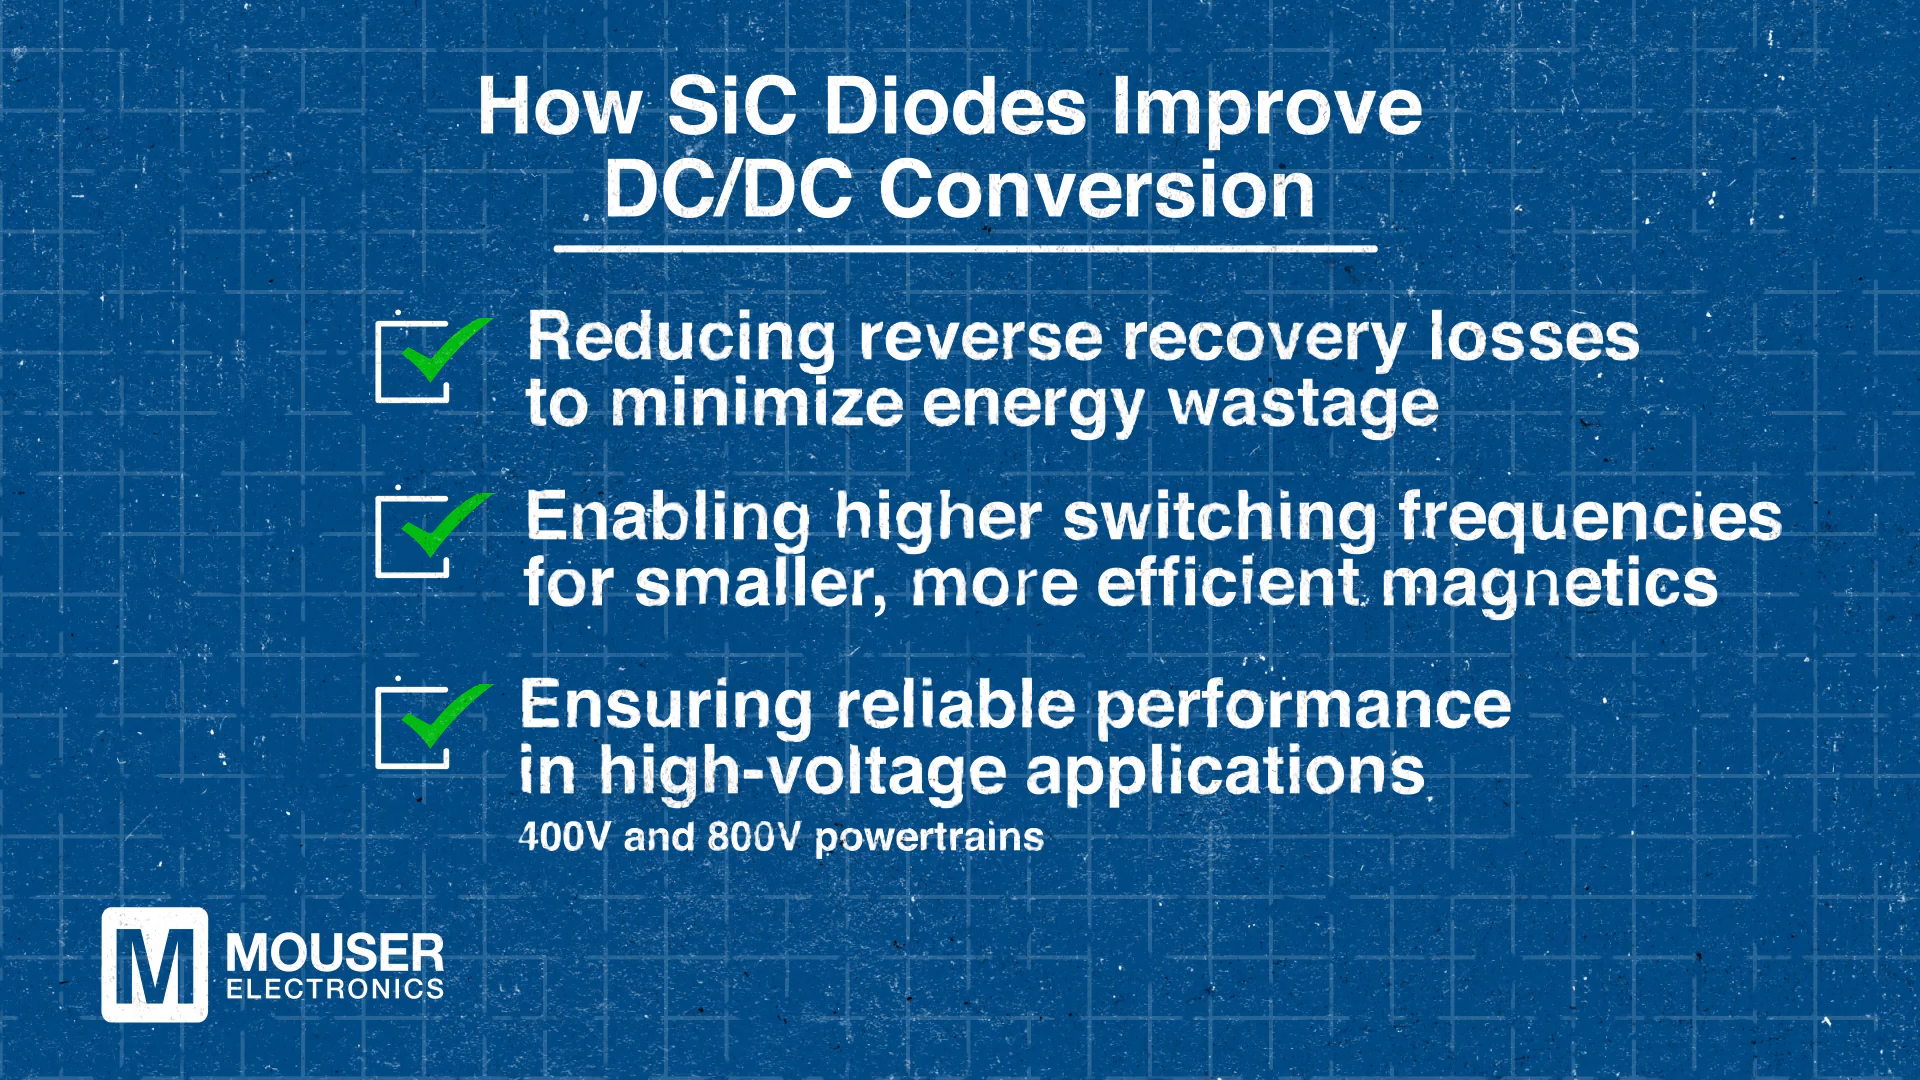 How SiC Diodes Improve
DC/DC Conversion
Reducing reverse recovery losses
to minimize energy wastage
Enabling higher switching frequencies
for smaller, more efficient magnetics
Ensuring reliable performance
in high-voltage applications
400V and 800V powertrains
M
MOUSER
ELECTRONICS